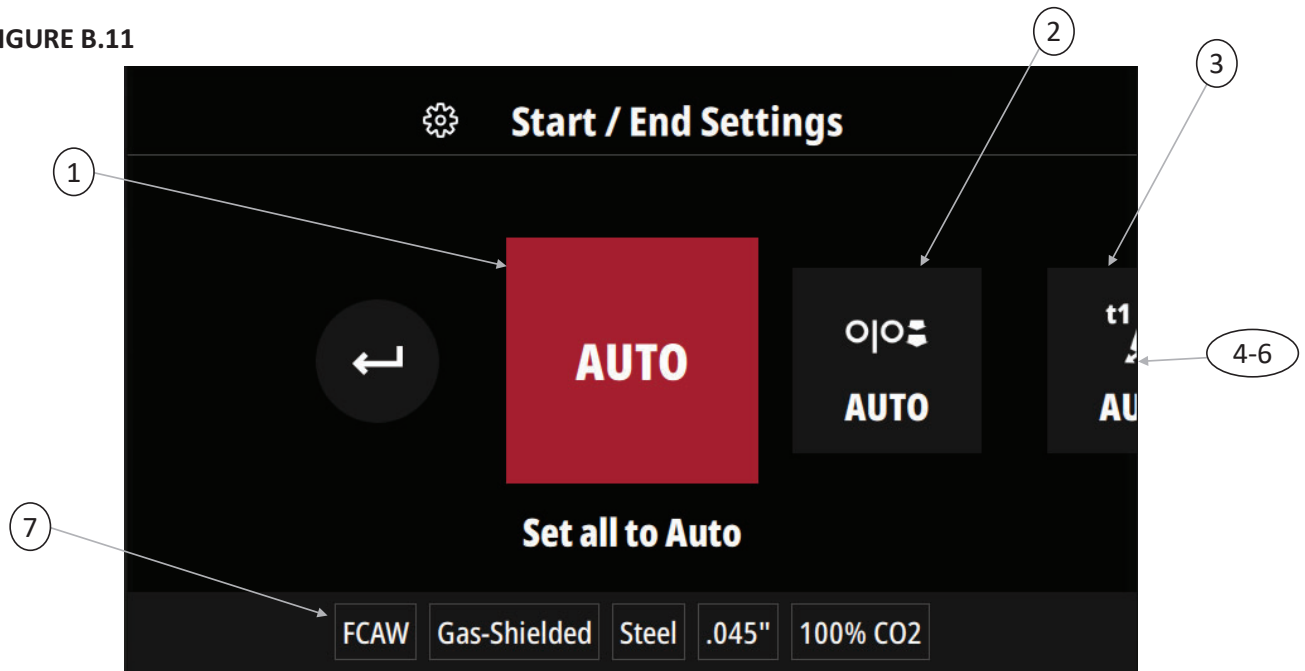 IGURE B.11
2
3
Start / End Settings
1
t1
4-6
AUTO
AUTO
AU
Set all to Auto
7
FCAW Gas-Shielded Steel .045" 100% CO2